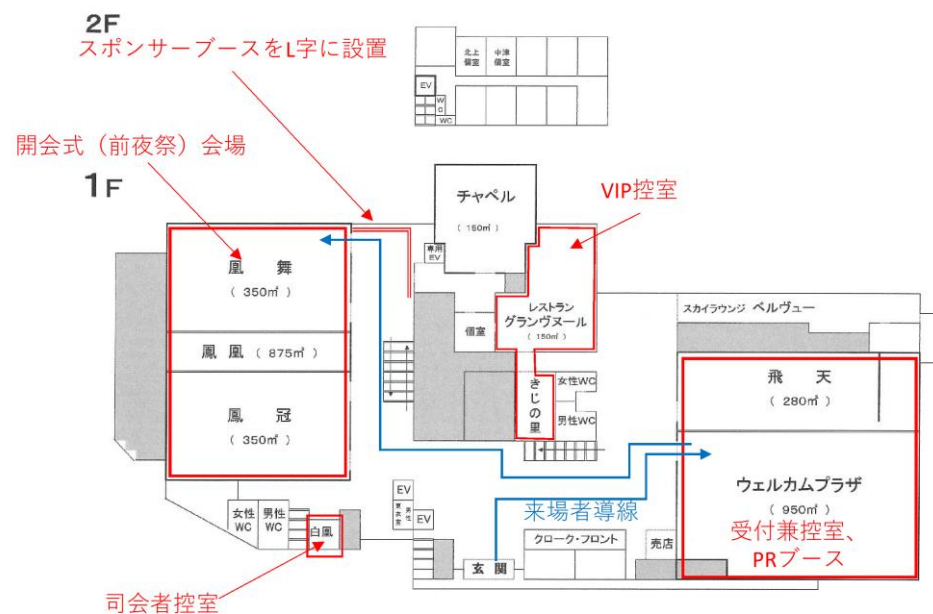 2F
スポンサーブースをL字に設置
北上
個室
中津
個室
EV
W
C
WC
開会式（前夜祭）会場
1F
VIP控室
チャペル
（ 150㎡ ）
専用
EV
凰 舞
（ 350㎡ ）
レストラン
グランヴヌール
（ 150㎡ ）
スカイラウンジ ベルヴュー
個室
鳳 凰 （ 875㎡ ）
きじの里
女性WC
男性WC
飛 天
（ 280㎡ ）
鳳 冠
（ 350㎡ ）
ウェルカムプラザ
（ 950㎡ ）
受付兼控室、
PRブース
来場者導線
女性
WC
男性
WC
白鳳
EV
EV
クローク・フロント
売店
玄 関
司会者控室